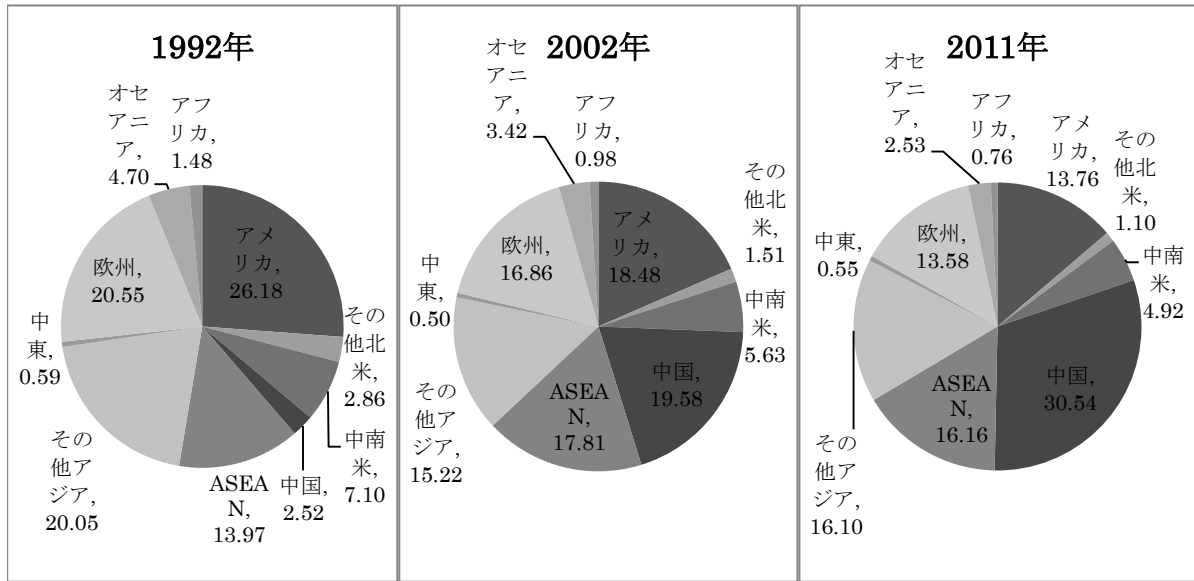 1992年
オセ
アニ
ア,
4.70
アフ
リカ,
1.48
アメ
リカ,
26.18
その
他北
米,
2.86
中南
米,
7.10
中国,
2.52
ASEA
N,
13.97
その
他ア
ジア,
20.05
中
東,
0.59
欧州,
20.55
2002年
オセ
アニ
ア,
3.42
アフ
リカ,
0.98
アメ
リカ,
18.48
その
他北
米,
1.51
中南
米,
5.63
中国,
19.58
ASEA
N,
17.81
その
他ア
ジア,
15.22
中
東,
0.50
欧州,
16.86
2011年
オセ
アニ
ア,
2.53
アフ
リカ,
0.76
アメ
リカ,
13.76
その
他北
米,
1.10
中南
米,
4.92
中国,
30.54
ASEA
N,
16.16
その
他ア
ジア,
16.10
中東,
0.55
欧州,
13.58